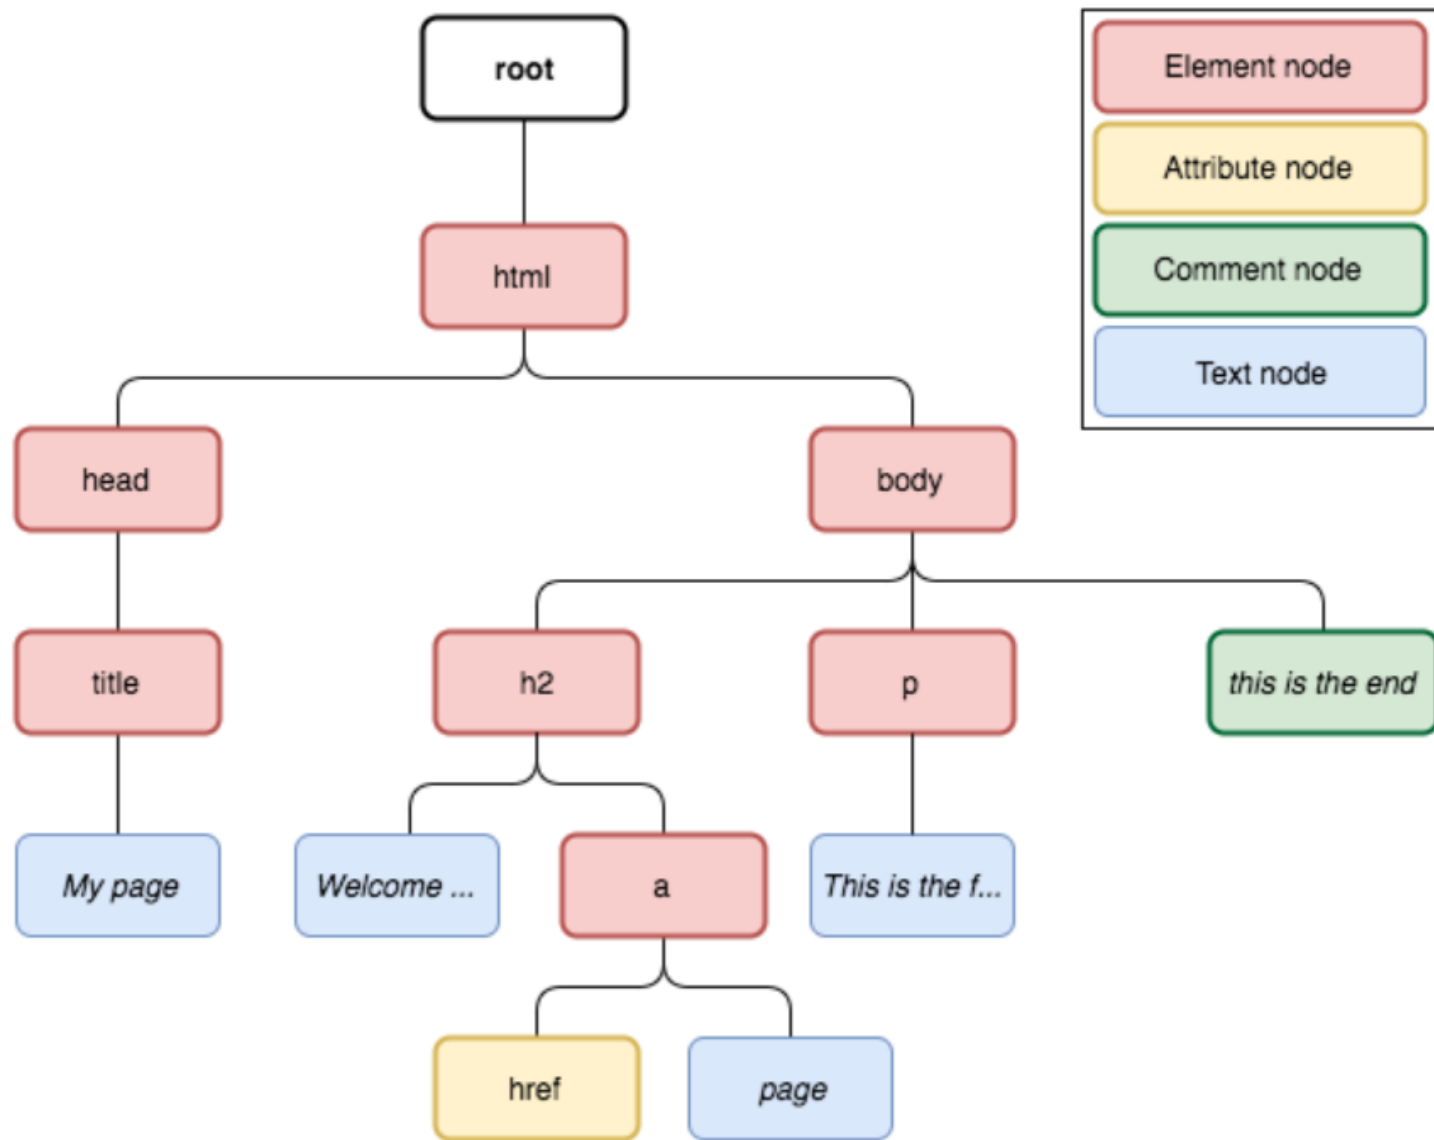 root
Element node
Attribute node
Comment node
Text node
html
head
body
title
h2
p
this is the end
My page
Welcome ...
a
This is the f...
href
page